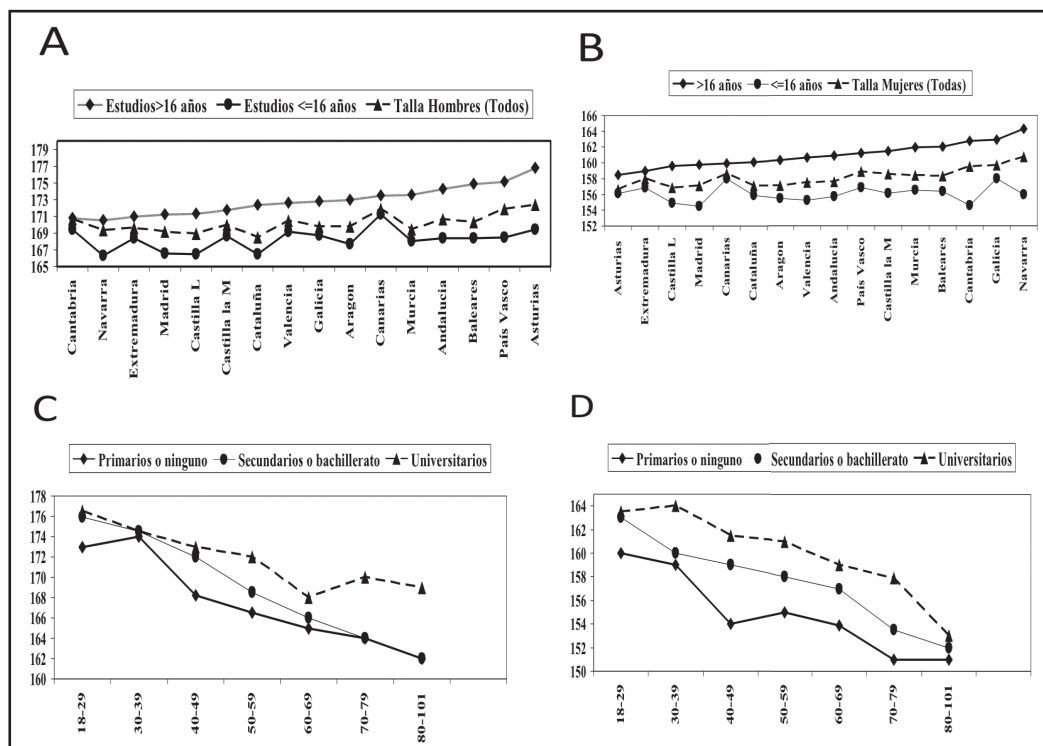 A
Estudios>16 años Estudios <=16 años Talla Hombres (Todos)
179
177
175
173
171
169
167
165
Cantabria
Navarra
Extremadura
Madrid
Castilla L
Castilla la M
Cataluña
Valencia
Galicia
Aragon
Canarias
Murcia
Andalucia
Baleares
País Vasco
Asturias
B
>16 años <=16 años Talla Mujeres (Todas)
166
164
162
160
158
156
154
152
Asturias
Extremadura
Castilla L
Madrid
Canarias
Cataluña
Aragon
Valencia
Andalucia
País Vasco
Castilla la M
Murcia
Baleares
Cantabria
Galicia
Navarra
C
Primarios o ninguno Secundarios o bachillerato Universitarios
178
176
174
172
170
168
166
164
162
160
18-29
30-39
40-49
50-59
60-69
70-79
80-101
D
Primarios o ninguno Secundarios o bachillerato Universitarios
164
162
160
158
156
154
152
150
18-29
30-39
40-49
50-59
60-69
70-79
80-101